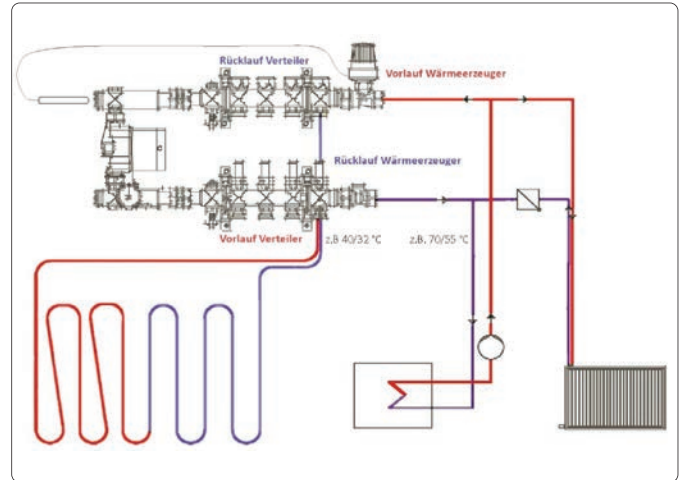 Rücklauf Verteiler
Vorlauf Wärmeerzeuger
Rücklauf Wärmeerzeuger
Vorlauf Verteiler
z.B 40/32 °C
z.B. 70/55 °C